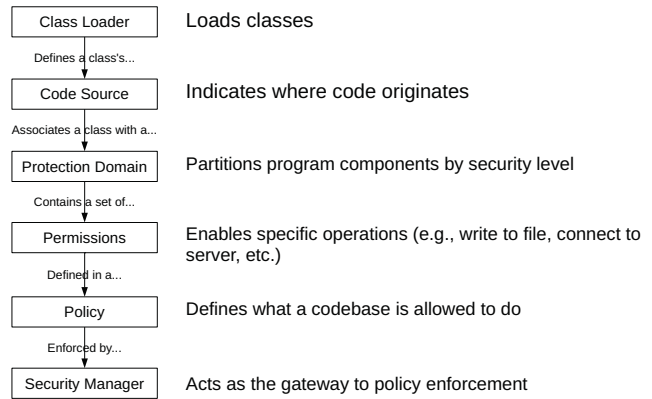 Class Loader
Loads classes
Defines a class's...
Code Source
Indicates where code originates
Associates a class with a...
Protection Domain
Partitions program components by security level
Contains a set of...
Permissions
Enables specific operations (e.g., write to file, connect to
server, etc.)
Defined in a...
Policy
Defines what a codebase is allowed to do
Enforced by...
Security Manager
Acts as the gateway to policy enforcement